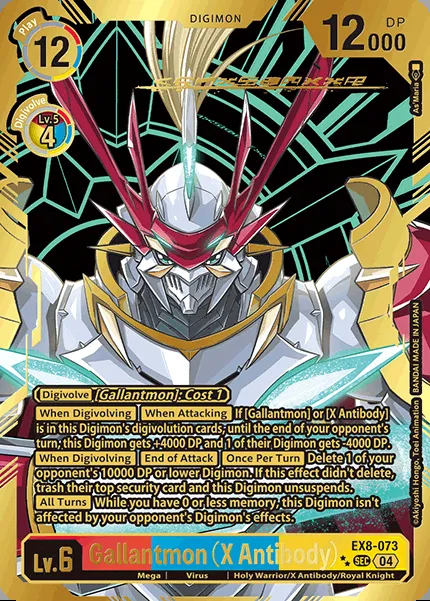 Play
12
DIGIMON
12000
DP
Digivolve
Lv.5
4
As'Maria
Digivolve [Gallantmon]: Cost 1
When Digivolving When Attacking If [Gallantmon] or [X Antibody]
is in this Digimon's digivolution cards, until the end of your opponent's
turn, this Digimon gets +4000 DP and 1 of their Digimon gets -4000 DP.
When Digivolving End of Attack Once Per Turn Delete 1 of your
opponent's 10000 DP or lower Digimon. If this effect didn't delete,
trash their top security card and this Digimon unsuspends.
All Turns While you have 0 or less memory, this Digimon isn't
affected by your opponent's Digimon's effects.
©Akiyoshi Hongo, Toei Animation BANDAI MADE IN JAPAN
Lv.6
Gallantmon (X Antibody)
EX8-073
SEC 04
Mega Virus Holy Warrior/X Antibody/Royal Knight